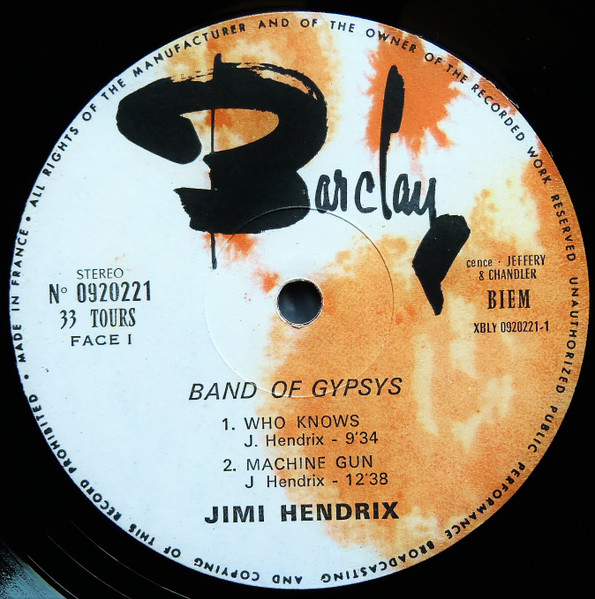 MADE IN FRANCE • ALL RIGHTS OF THE MANUFACTURER AND OF THE OWNER OF THE RECORDED WORK RESERVED UNAUTHORIZED PUBLIC PERFORMANCE BROADCASTING AND COPYING OF THIS RECORD PROHIBITED •
Barclay
STEREO
N° 0920221
33 TOURS
FACE I
cence • JEFFERY
& CHANDLER
BIEM
XBLY 0920221-1
BAND OF GYPSYS
1. WHO KNOWS
J. Hendrix - 9'34
2. MACHINE GUN
J Hendrix - 12'38
JIMI HENDRIX